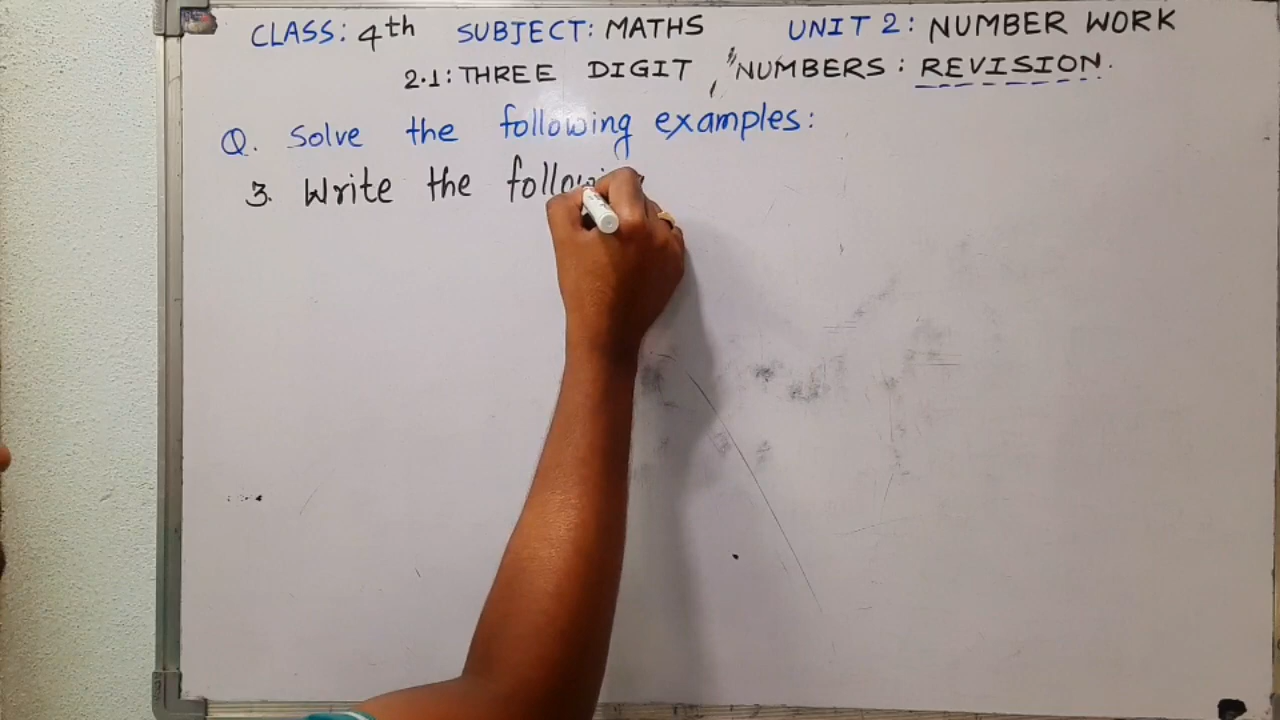 CLASS: 4th SUBJECT: MATHS UNIT 2: NUMBER WORK
2.1: THREE DIGIT NUMBERS: REVISION.
Q. Solve the following examples:
3. Write the